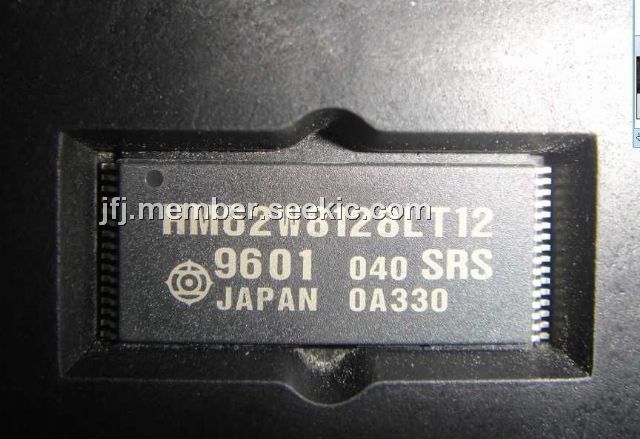 HM62W8128LT12
jfj.member.seekic.com
9601 040 SRS
JAPAN 0A330